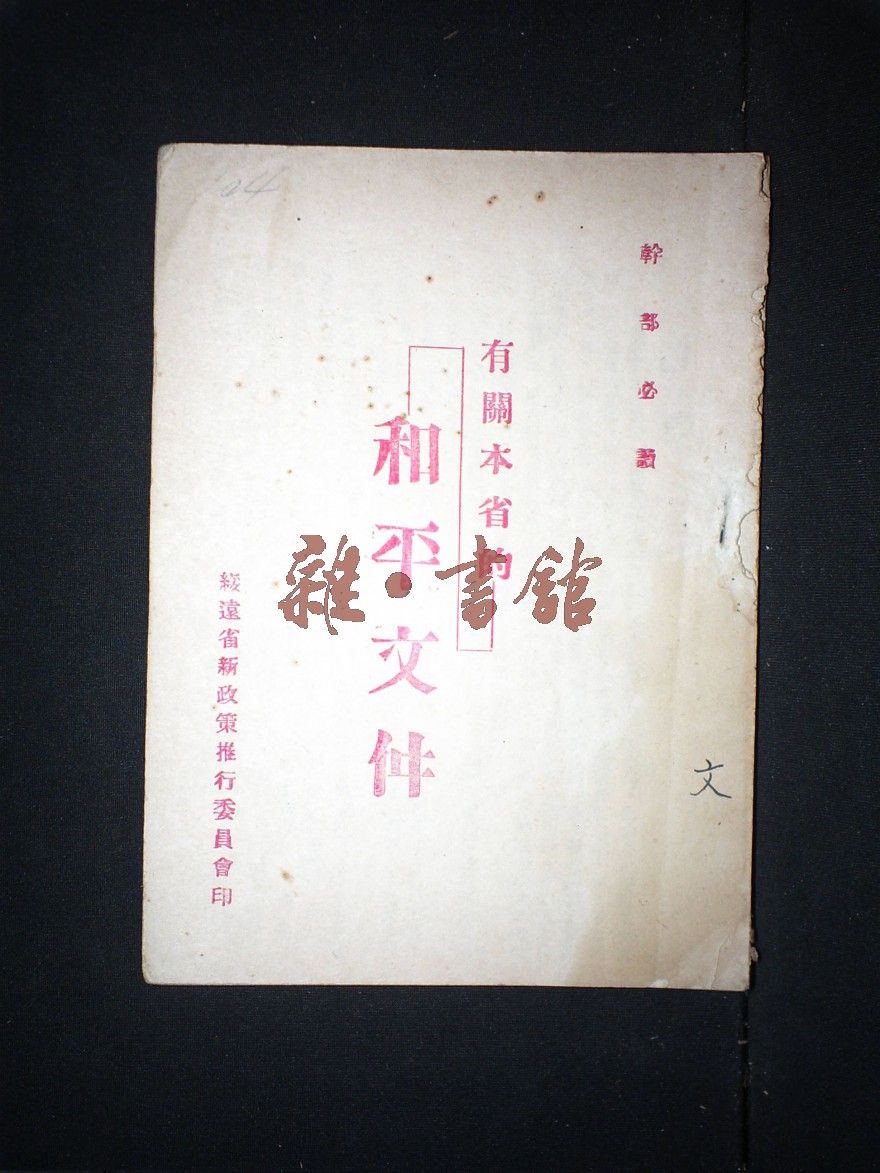 幹部必讀
有關本省的
和平文件
綏遠省新政策推行委員會印
文
雜·書館